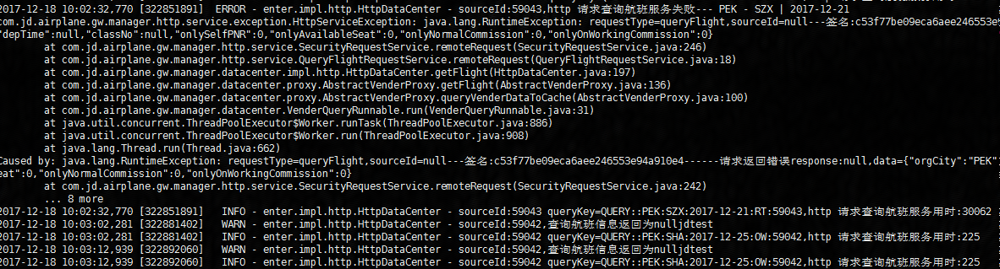 2017-12-18 10:02:32,770 [322851891]   ERROR - enter.impl.http.HttpDataCenter - sourceId:59043,http 请求查询航班服务失败--- PEK - SZX | 2017-12-21
com.jd.airplane.gw.manager.http.service.exception.HttpServiceException: java.lang.RuntimeException: requestType=queryFlight,sourceId=null---签名:c53f77be09eca6aee246553e9
"depTime":null,"classNo":null,"onlySelfPNR":0,"onlyAvailableSeat":0,"onlyNormalCommission":0,"onlyOnWorkingCommission":0}
at com.jd.airplane.gw.manager.http.service.SecurityRequestService.remoteRequest(SecurityRequestService.java:246)
at com.jd.airplane.gw.manager.http.service.QueryFlightRequestService.remoteRequest(QueryFlightRequestService.java:18)
at com.jd.airplane.gw.manager.datacenter.impl.http.HttpDataCenter.getFlight(HttpDataCenter.java:197)
at com.jd.airplane.gw.manager.datacenter.proxy.AbstractVenderProxy.getFlight(AbstractVenderProxy.java:136)
at com.jd.airplane.gw.manager.datacenter.proxy.AbstractVenderProxy.queryVenderDataToCache(AbstractVenderProxy.java:100)
at com.jd.airplane.gw.manager.datacenter.VenderQueryRunnable.run(VenderQueryRunnable.java:31)
at java.util.concurrent.ThreadPoolExecutor$Worker.runTask(ThreadPoolExecutor.java:886)
at java.util.concurrent.ThreadPoolExecutor$Worker.run(ThreadPoolExecutor.java:908)
at java.lang.Thread.run(Thread.java:662)
Caused by: java.lang.RuntimeException: requestType=queryFlight,sourceId=null---签名:c53f77be09eca6aee246553e94a910e4------请求返回错误response:null,data={"orgCity":"PEK"
eat":0,"onlyNormalCommission":0,"onlyOnWorkingCommission":0}
at com.jd.airplane.gw.manager.http.service.SecurityRequestService.remoteRequest(SecurityRequestService.java:242)
... 8 more
2017-12-18 10:02:32,770 [322851891]   INFO - enter.impl.http.HttpDataCenter - sourceId:59043 queryKey=QUERY::PEK:SZX:2017-12-21:RT:59043,http 请求查询航班服务用时:30062
2017-12-18 10:03:02,281 [322881402]   WARN - enter.impl.http.HttpDataCenter - sourceId:59042,查询航班信息返回为nulljdtest
2017-12-18 10:03:02,281 [322881402]   INFO - enter.impl.http.HttpDataCenter - sourceId:59042 queryKey=QUERY::PEK:SHA:2017-12-25:OW:59042,http 请求查询航班服务用时:225
2017-12-18 10:03:12,939 [322892060]   WARN - enter.impl.http.HttpDataCenter - sourceId:59042,查询航班信息返回为nulljdtest
2017-12-18 10:03:12,939 [322892060]   INFO - enter.impl.http.HttpDataCenter - sourceId:59042 queryKey=QUERY::PEK:SHA:2017-12-25:OW:59042,http 请求查询航班服务用时:225